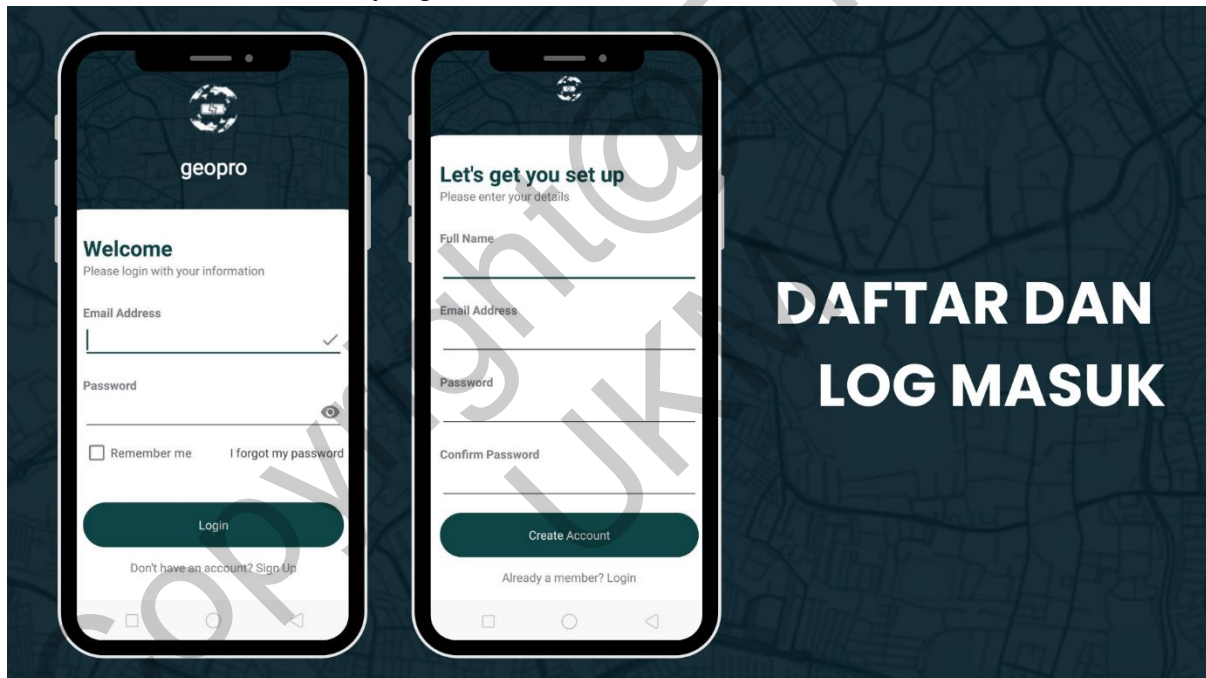 geopro
Welcome
Please login with your information
Email Address
Password
Remember me
I forgot my password
Login
Don't have an account? Sign Up
Let's get you set up
Please enter your details
Full Name
Email Address
Password
Confirm Password
Create Account
Already a member? Login
DAFTAR DAN
LOG MASUK
Copyright@
UKM